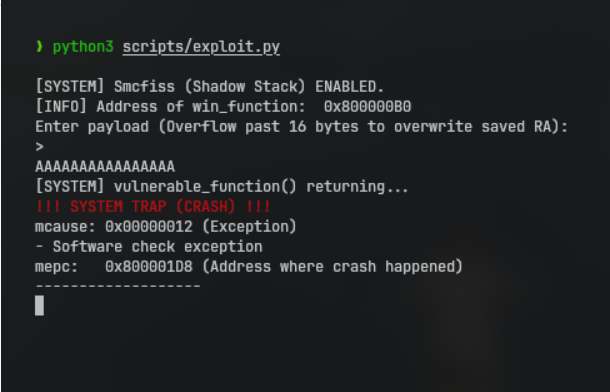 ❯ python3 scripts/exploit.py
[SYSTEM] Smcfiss (Shadow Stack) ENABLED.
[INFO] Address of win_function:  0x800000B0
Enter payload (Overflow past 16 bytes to overwrite saved RA):
>
AAAAAAAAAAAAAAAA
[SYSTEM] vulnerable_function() returning...
!!! SYSTEM TRAP (CRASH) !!!
mcause: 0x00000012 (Exception)
- Software check exception
mepc:   0x800001D8 (Address where crash happened)
-------------------